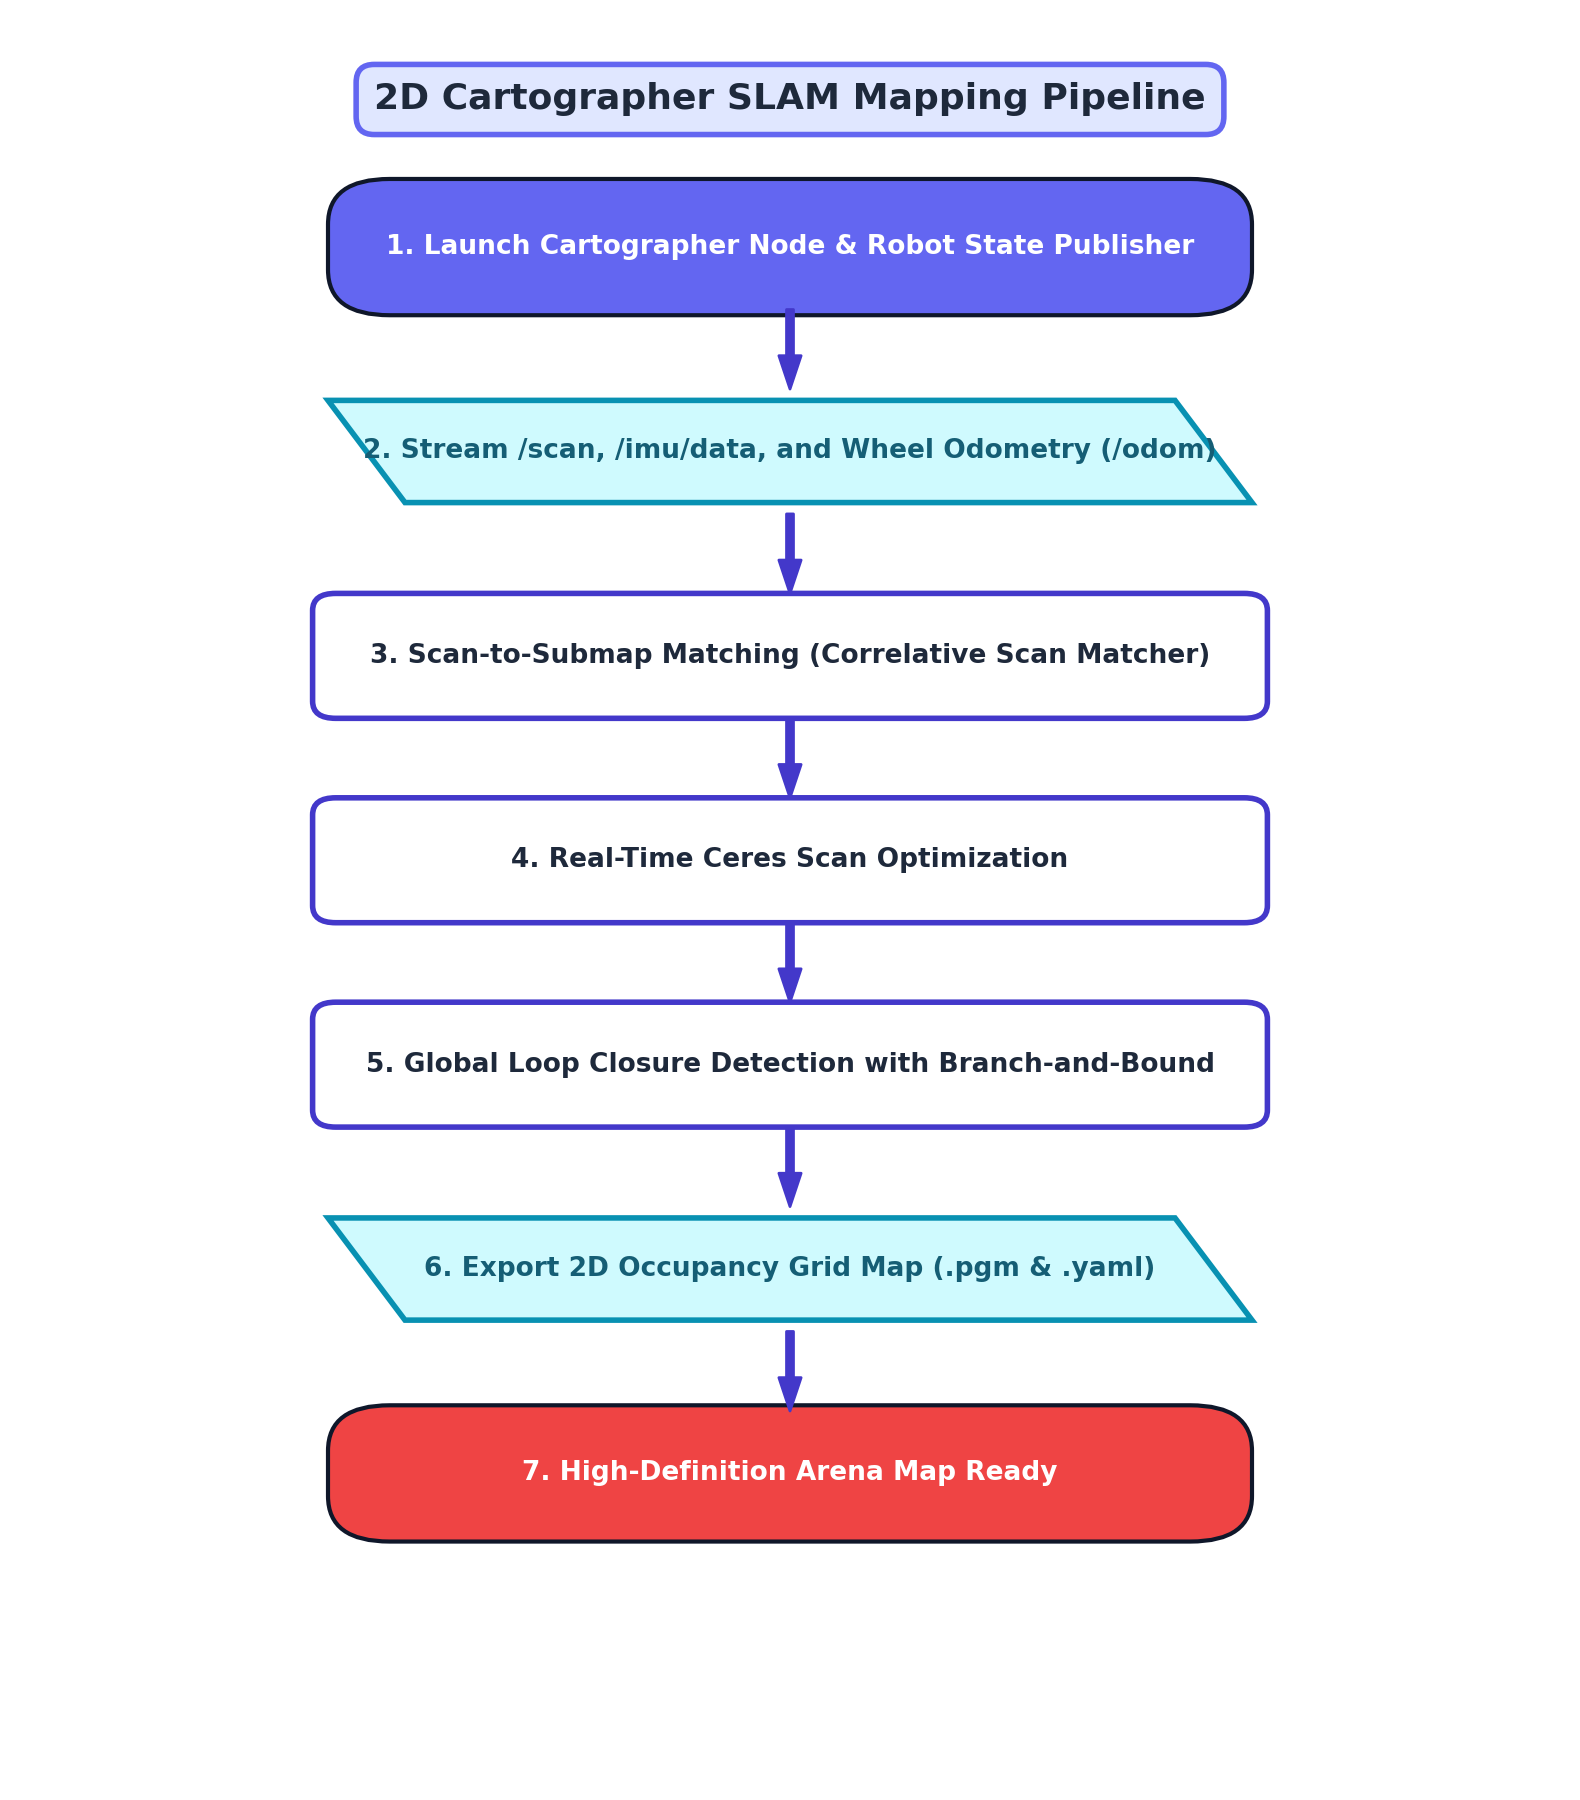 2D Cartographer SLAM Mapping Pipeline
1. Launch Cartographer Node & Robot State Publisher
2. Stream /scan, /imu/data, and Wheel Odometry (/odom)
3. Scan-to-Submap Matching (Correlative Scan Matcher)
4. Real-Time Ceres Scan Optimization
5. Global Loop Closure Detection with Branch-and-Bound
6. Export 2D Occupancy Grid Map (.pgm & .yaml)
7. High-Definition Arena Map Ready